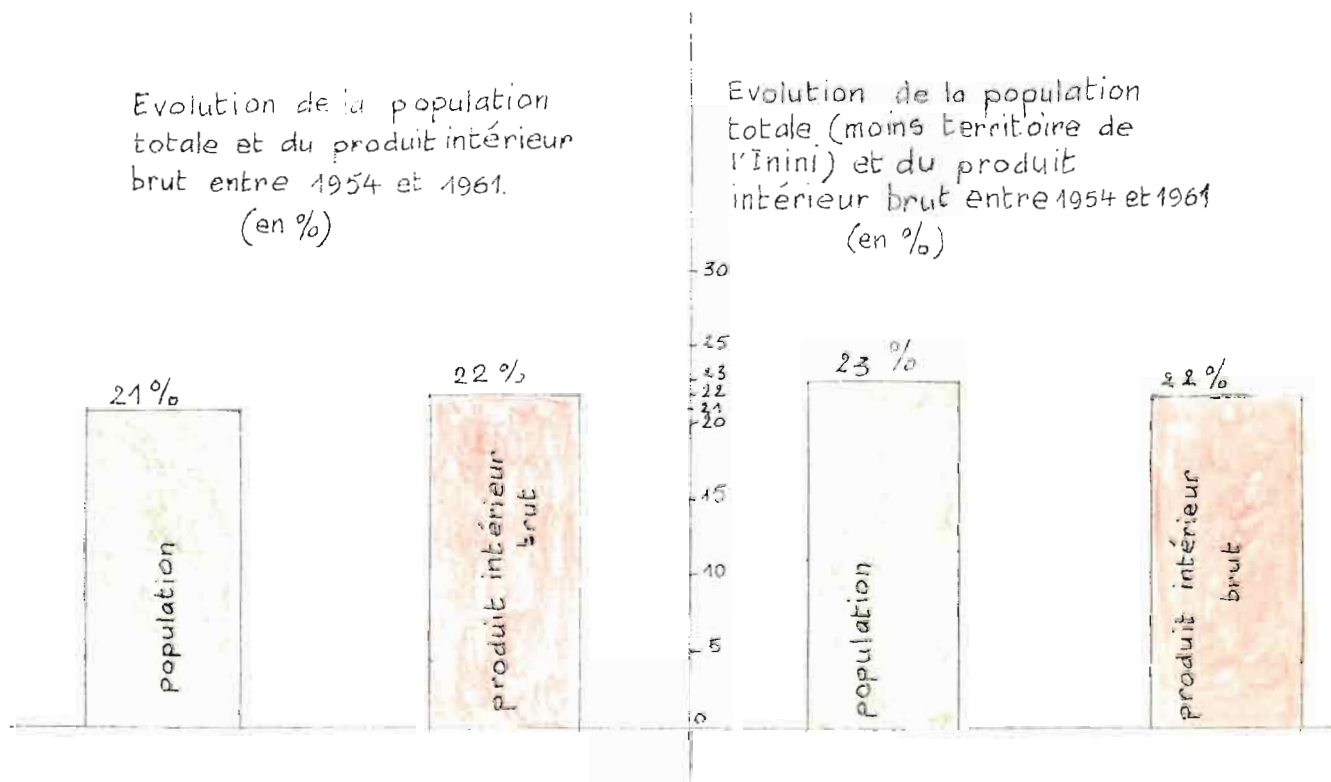 Evolution de la population
totale et du produit intérieur
brut entre 1954 et 1961.
(en %)
21%
22%
population
produit intérieur
brut
30
25
23
22
21
20
15
10
5
0
Evolution de la population
totale (moins territoire de
l'Inini) et du produit
intérieur brut entre 1954 et 1961
(en %)
23 %
22%
population
produit intérieur
brut